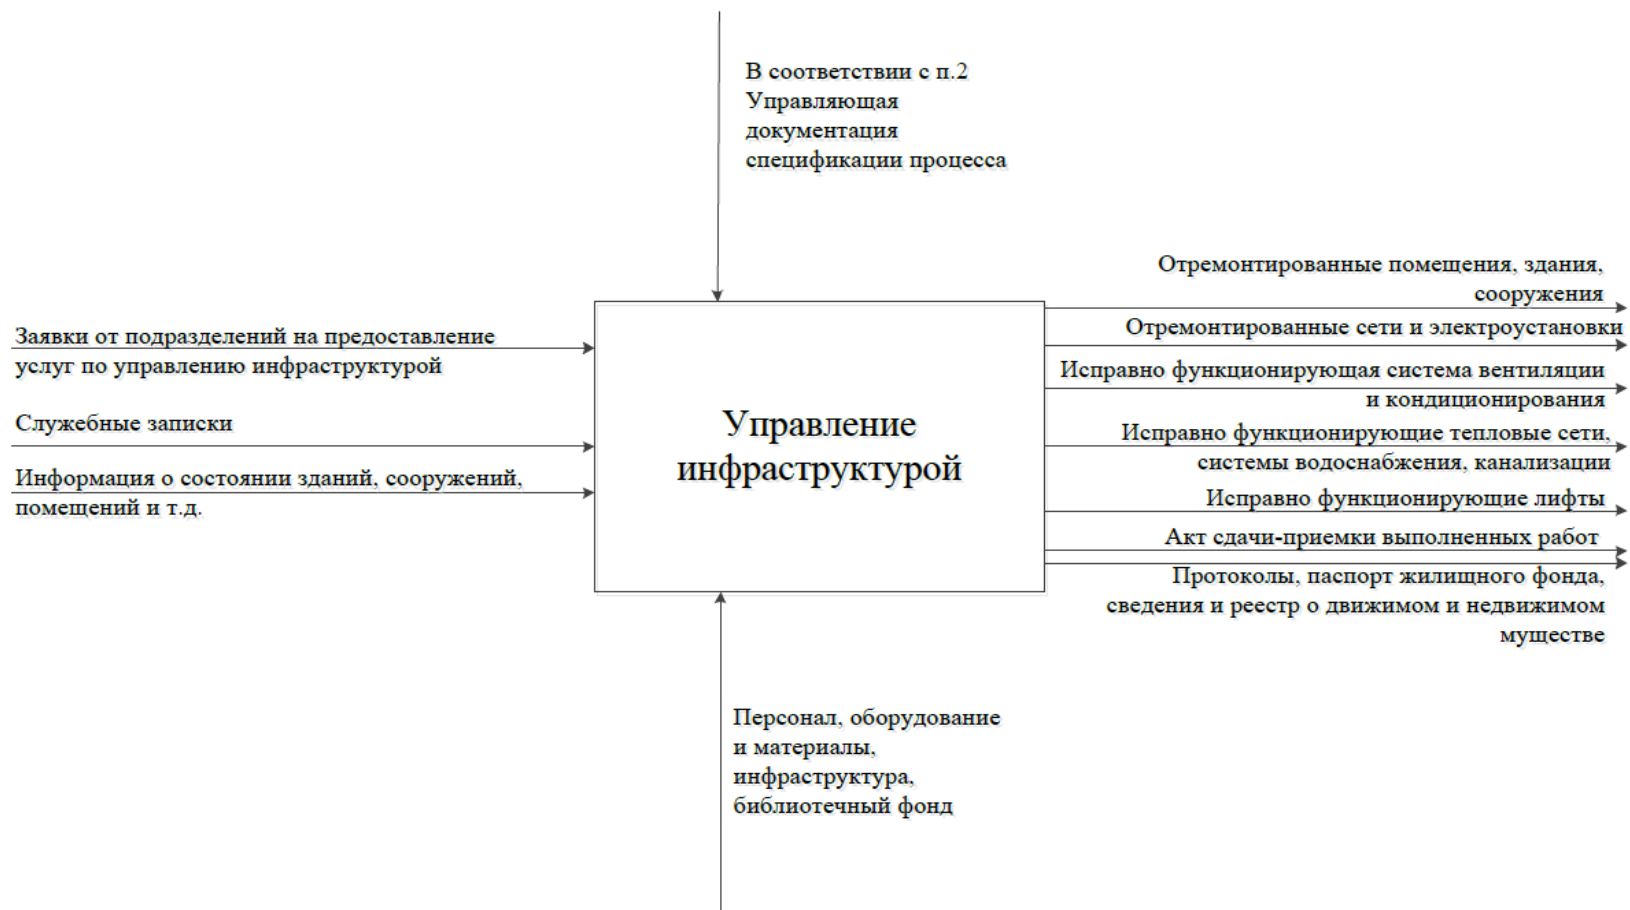 В соответствии с п.2
Управляющая
документация
спецификации процесса
Заявки от подразделений на предоставление
услуг по управлению инфраструктурой
Служебные записки
Информация о состоянии зданий, сооружений,
помещений и т.д.
Управление
инфраструктурой
Отремонтированные помещения, здания,
сооружения
Отремонтированные сети и электроустановки
Исправно функционирующая система вентиляции
и кондиционирования
Исправно функционирующие тепловые сети,
системы водоснабжения, канализации
Исправно функционирующие лифты
Акт сдачи-приемки выполненных работ
Протоколы, паспорт жилищного фонда,
сведения и реестр о движимом и недвижимом
муществе
Персонал, оборудование
и материалы,
инфраструктура,
библиотечный фонд